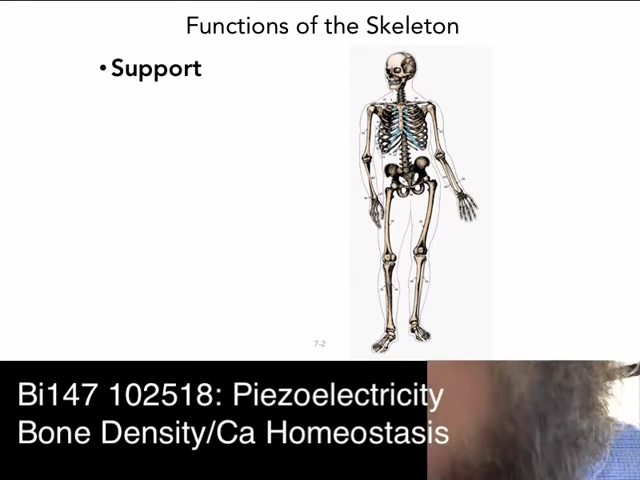 Functions of the Skeleton
• Support
7-2
Bi147 102518: Piezoelectricity
Bone Density/Ca Homeostasis